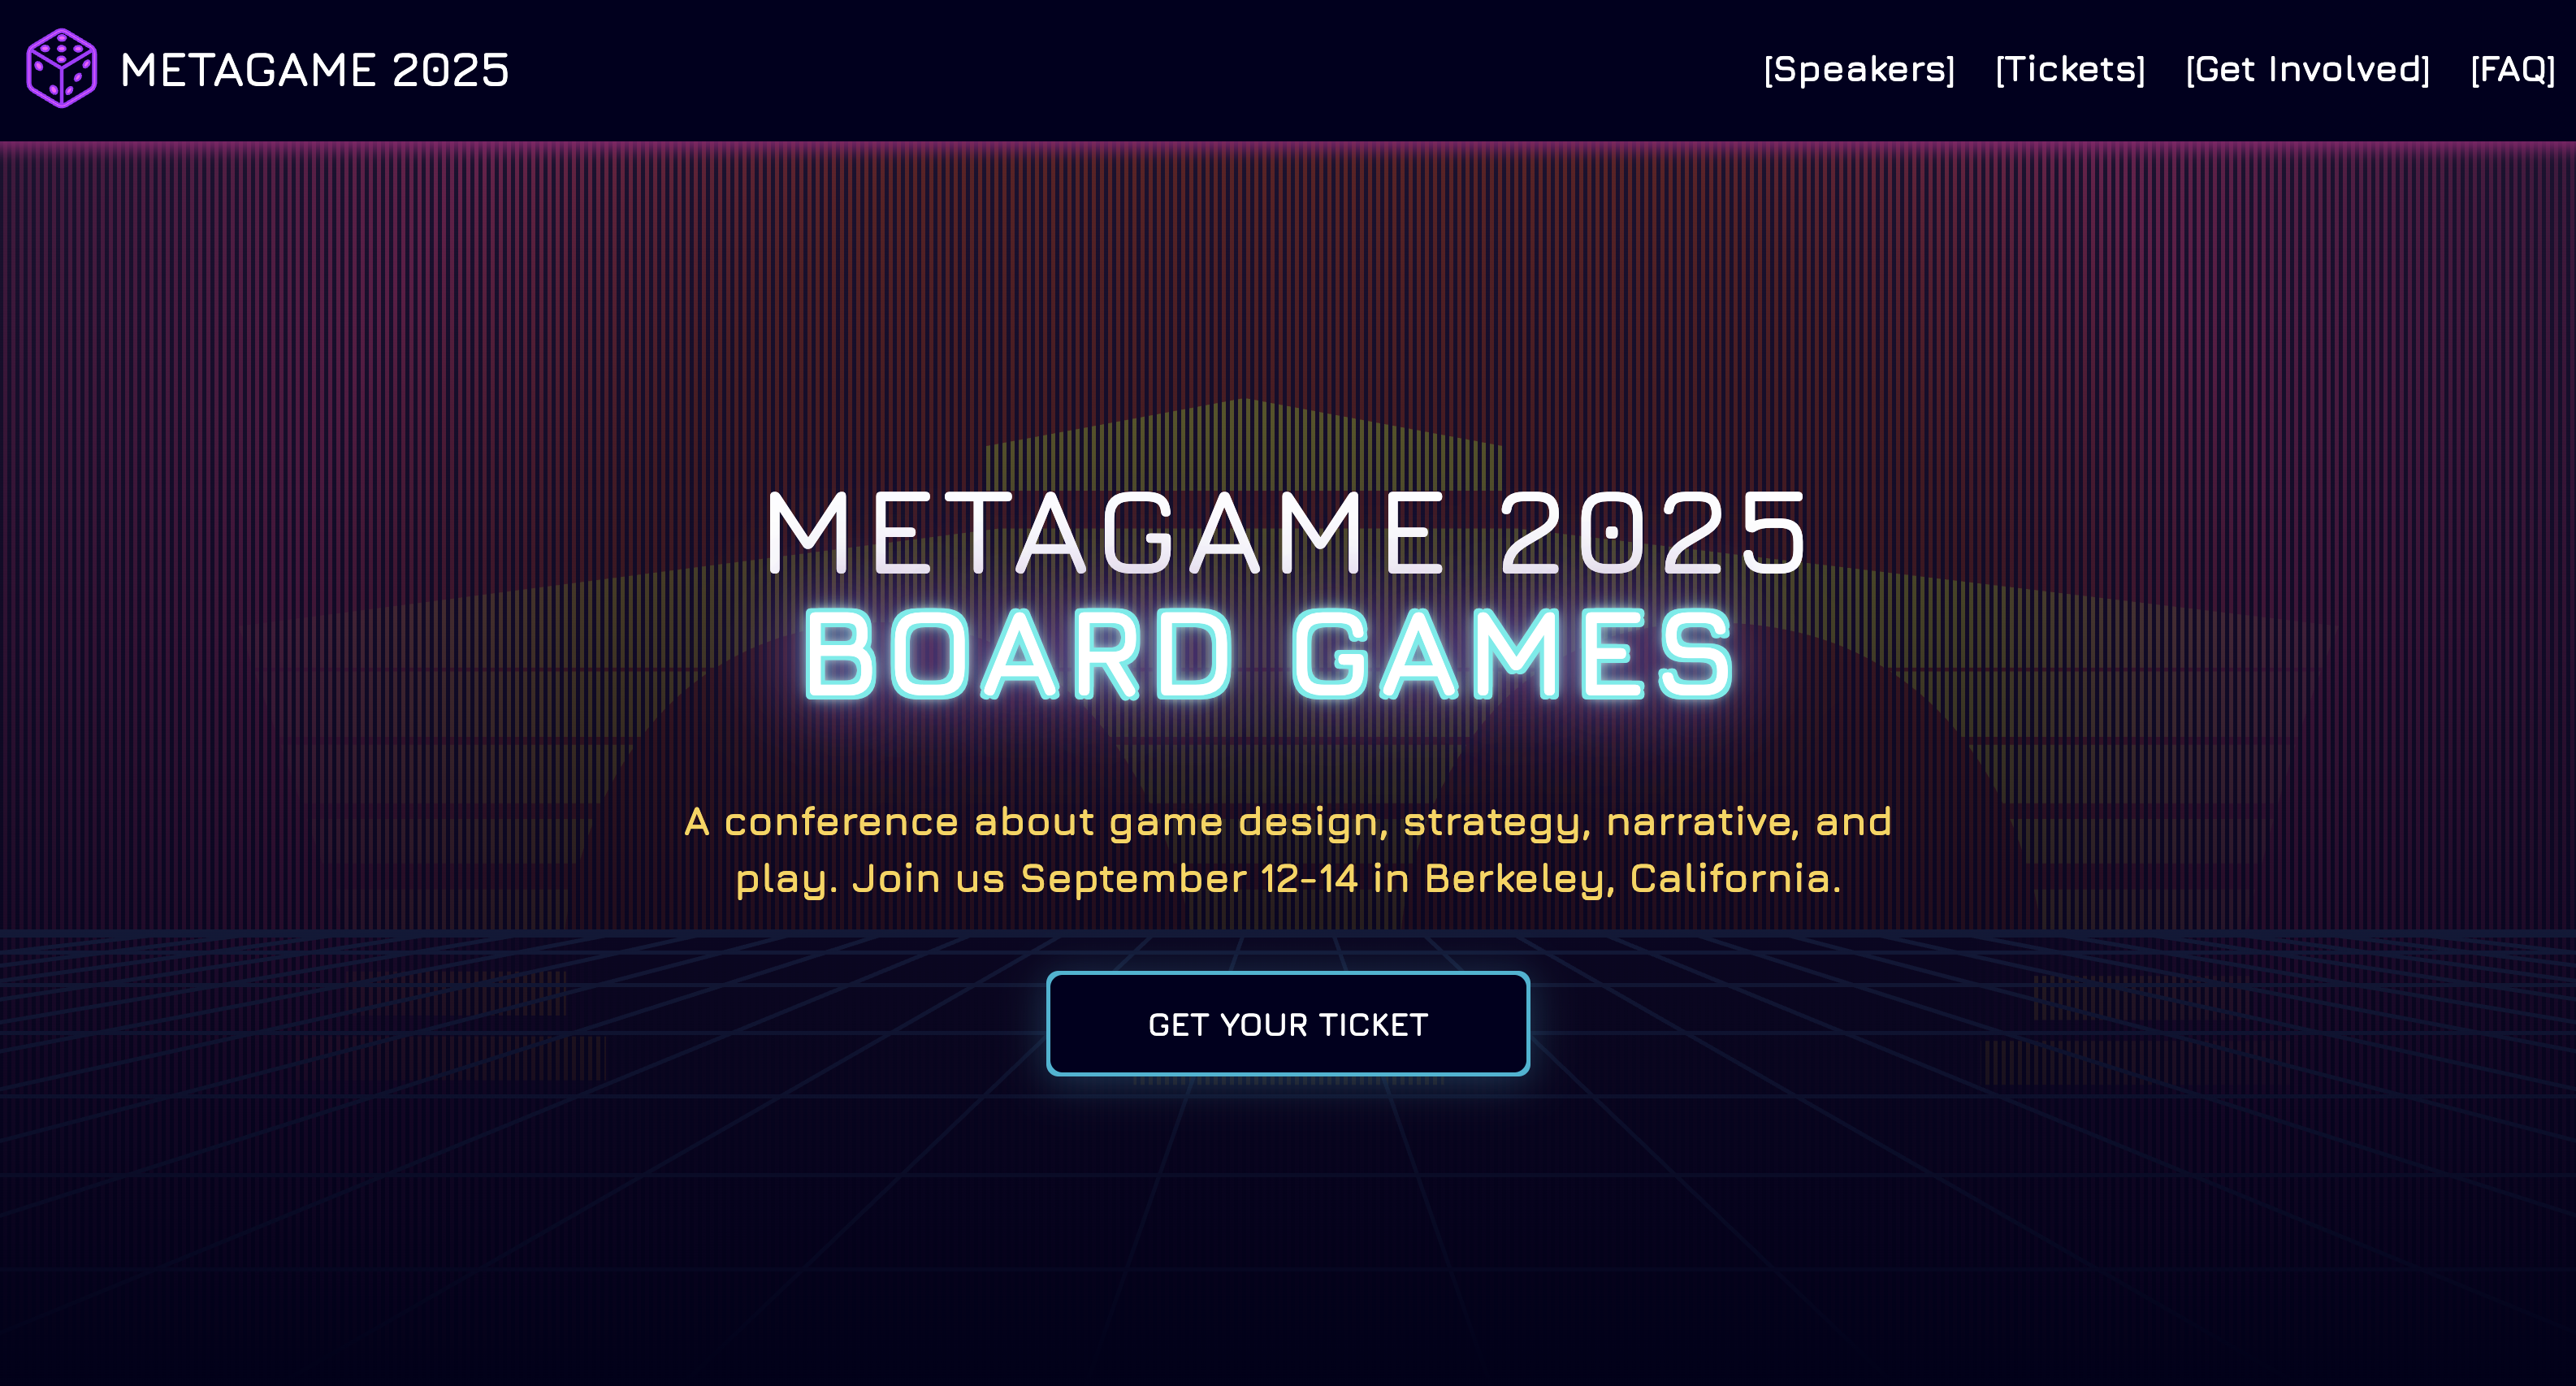 METAGAME 2025
[Speakers] [Tickets] [Get Involved] [FAQ]
METAGAME 2025
BOARD GAMES
A conference about game design, strategy, narrative, and
play. Join us September 12-14 in Berkeley, California.
GET YOUR TICKET